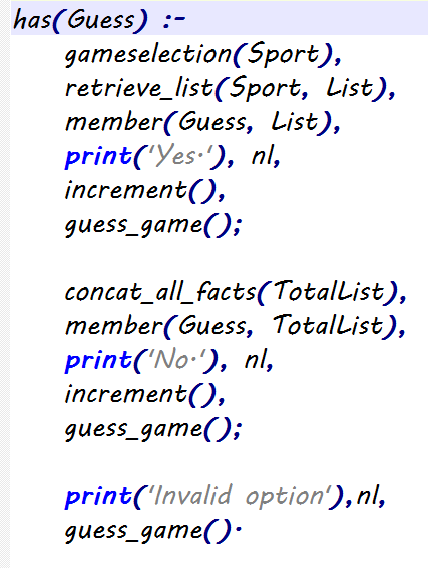 has(Guess) :-
gameselection(Sport),
retrieve_list(Sport, List),
member(Guess, List),
print('Yes.'), nl,
increment(),
guess_game();
concat_all_facts(TotalList),
member(Guess, TotalList),
print('No.'), nl,
increment(),
guess_game();
print('Invalid option'),nl,
guess_game().